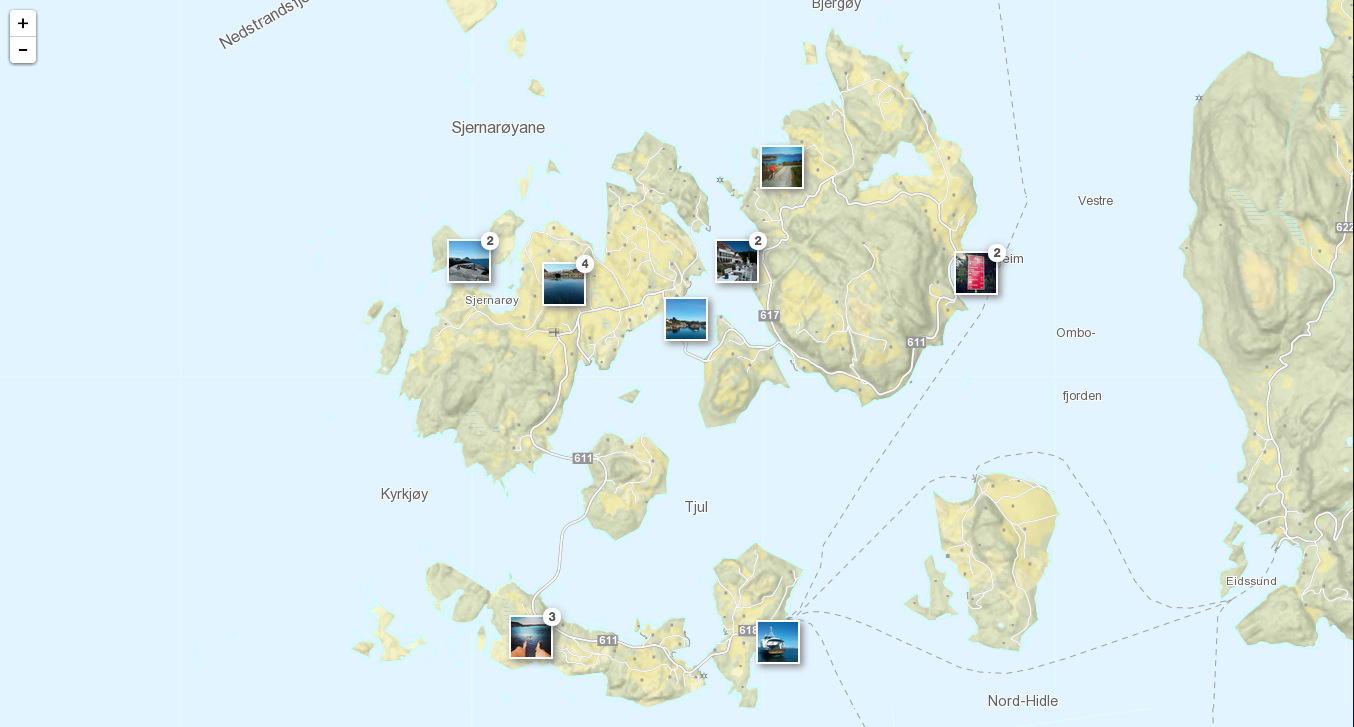 +
−
Nedstrandsfj
Bjergøy
Sjernarøyane
Vestre
622
2
2
2
eim
4
Sjernarøy
617
Ombo-
611
fjorden
611
Kyrkjøy
Tjul
Eidssund
3
611
618
Nord-Hidle